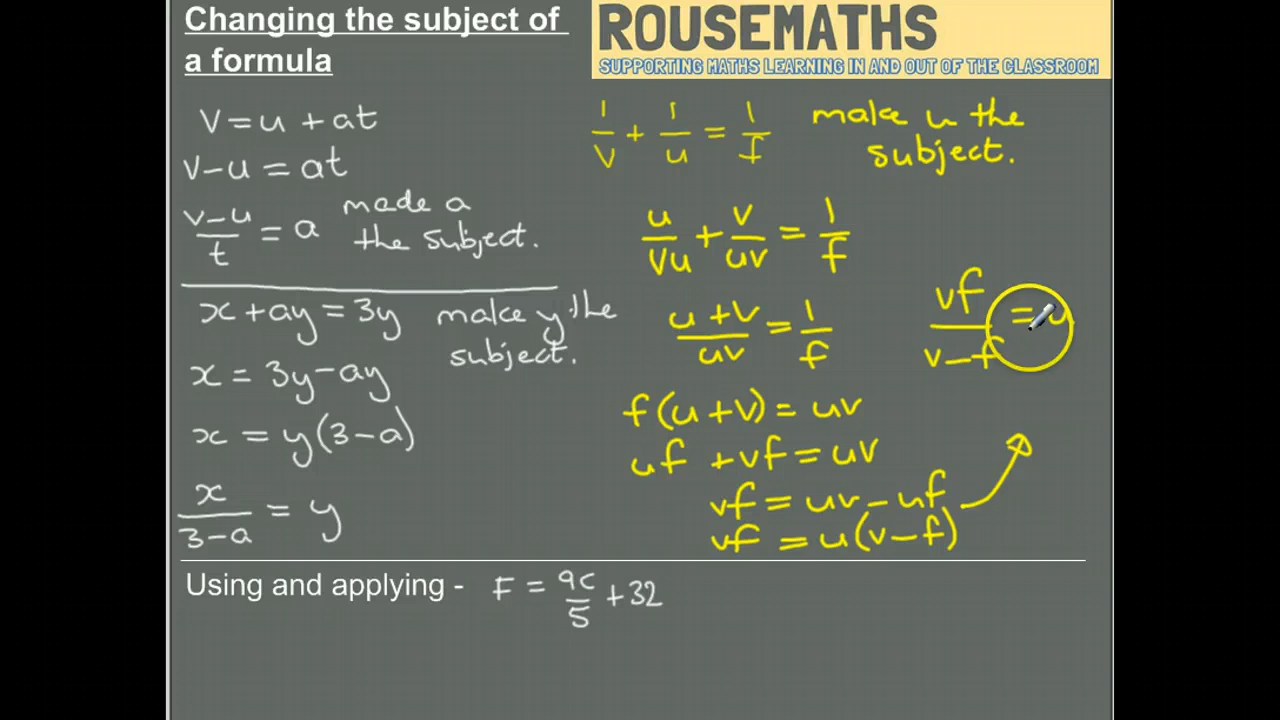 Changing the subject of
a formula
ROUSEMATHS
SUPPORTING MATHS LEARNING IN AND OUT OF THE CLASSROOM
v = u + at
v - u = at
v - u / t = a made a
the subject.
x + ay = 3y make y the
subject.
x = 3y - ay
x = y(3 - a)
x / 3 - a = y
1/v + 1/u = 1/f make u the
subject.
u/vu + v/uv = 1/f
u + v / uv = 1/f
f(u + v) = uv
uf + vf = uv
vf = uv - uf
vf = u(v - f)
vf / v - f = u
Using and applying - F = 9c/5 + 32